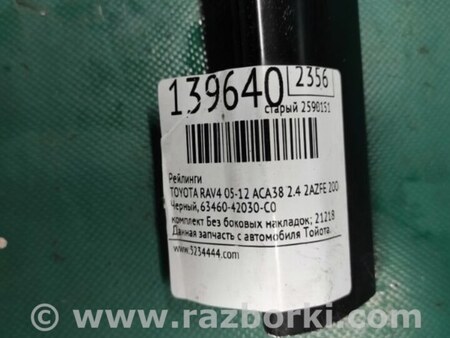 139640 2356
старый 2590151
Рейлинги
TOYOTA RAV4 05-12 ACA38 2.4 2AZFE 200
Черный, 63460-42030-C0
комплект Без боковых накладок; 21218
Данная запчасть с автомобиля Тойота
www.5234444.com
www.razborki.com